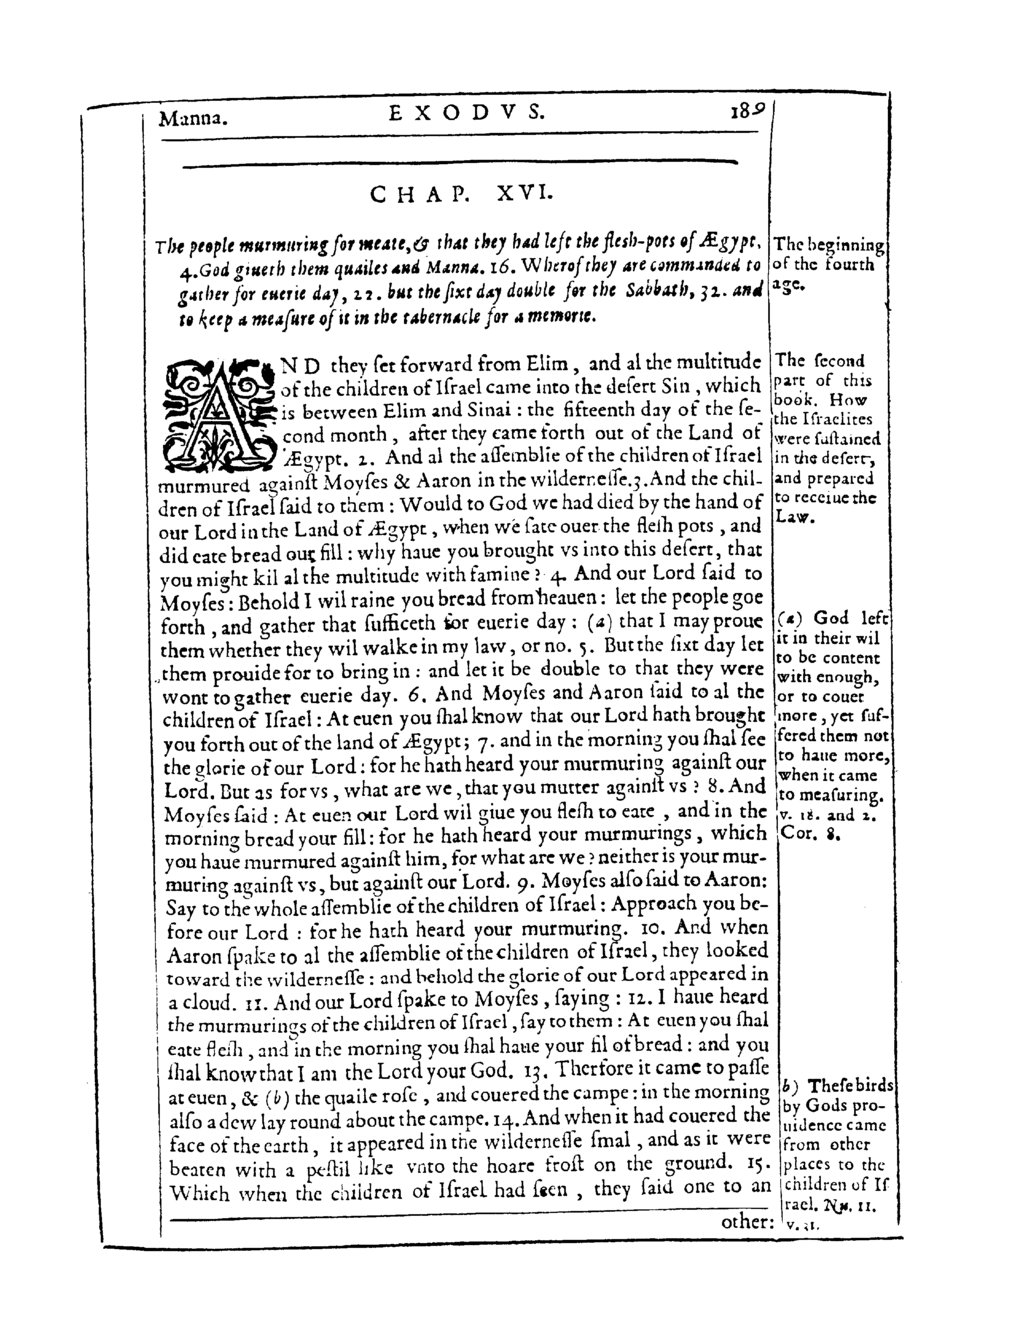 Manna. EXODVS. 189
CHAP. XVI.
The people murmuring for meate, & that they had left the flesh-pots of Ægypt,
4. God giueth them quailes and Manna. 16. Wherof they are commanded to
gather for euerie day, 22. but the ſixt day double for the Sabbath, 32. and
to keep a meaſure of it in the tabernacle for a memorie.
The beginning
of the fourth
age.
AND they ſet forward from Elim, and al the multitude
of the children of Iſrael came into the deſert Sin, which
is between Elim and Sinai: the fifteenth day of the ſe-
cond month, after they came forth out of the Land of
Ægypt. 2. And al the aſſemblie of the children of Iſrael
murmured againſt Moyſes & Aaron in the wilderneſſe. 3. And the chil-
dren of Iſrael ſaid to them: Would to God we had died by the hand of
our Lord in the Land of Ægypt, when we ſate ouer the fleſh pots, and
did eate bread our fill: why haue you brought vs into this deſert, that
you might kil al the multitude with famine? 4. And our Lord ſaid to
Moyſes: Behold I wil raine you bread from heauen: let the people goe
forth, and gather that ſufficeth for euerie day: (a) that I may proue
them whether they wil walke in my law, or no. 5. But the ſixt day let
them prouide for to bring in: and let it be double to that they were
wont to gather euerie day. 6. And Moyſes and Aaron ſaid to al the
children of Iſrael: At euen you ſhal know that our Lord hath brought
you forth out of the land of Ægypt; 7. and in the morning you ſhal ſee
the glorie of our Lord: for he hath heard your murmuring againſt our
Lord. But as for vs, what are we, that you mutter againſt vs? 8. And
Moyſes ſaid: At euen our Lord wil giue you fleſh to eate, and in the
morning bread your fill: for he hath heard your murmurings, which
you haue murmured againſt him, for what are we? neither is your mur-
muring againſt vs, but againſt our Lord. 9. Moyſes alſo ſaid to Aaron:
Say to the whole aſſemblie of the children of Iſrael: Approach you be-
fore our Lord: for he hath heard your murmuring. 10. And when
Aaron ſpake to al the aſſemblie of the children of Iſrael, they looked
toward the wilderneſſe: and behold the glorie of our Lord appeared in
a cloud. 11. And our Lord ſpake to Moyſes, ſaying: 12. I haue heard
the murmurings of the children of Iſrael, ſay to them: At euen you ſhal
eate fleſh, and in the morning you ſhal haue your fil of bread: and you
ſhal know that I am the Lord your God. 13. Therfore it came to paſſe
at euen, & (b) the quaile roſe, and couered the campe: in the morning
alſo a dew lay round about the campe. 14. And when it had couered the
face of the earth, it appeared in the wilderneſſe ſmal, and as it were
beaten with a peſtil like vnto the hoare froſt on the ground. 15.
Which when the children of Iſrael had ſeen, they ſaid one to an
other:
The ſecond
part of this
book. How
the Iſraelites
were ſuſtained
in the deſert,
and prepared
to receiue the
Law.
(a) God left
it in their wil
to be content
with enough,
or to couet
more, yet ſuf-
fered them not
to haue more,
when it came
to meaſuring.
v. 18. and 2.
Cor. 8.
b) Theſe birds
by Gods pro-
uidence came
from other
places to the
children of Iſ
rael. Nu. 11.
v. 31.